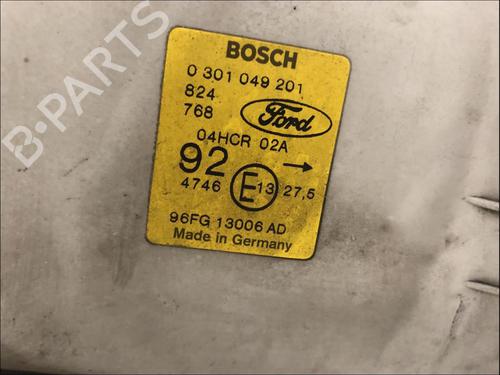 B-PARTS
BOSCH
0 301 049 201
824
768
Ford
04HCR 02A
92 →
4746 E 13 27,5
96FG 13006 AD
Made in Germany